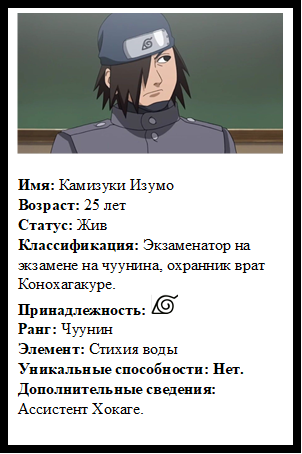 Имя: Камизуки Изумо
Возраст: 25 лет
Статус: Жив
Классификация: Экзаменатор на
экзамене на чуунина, охранник врат
Конохагакуре.
Принадлежность:
Ранг: Чуунин
Элемент: Стихия воды
Уникальные способности: Нет.
Дополнительные сведения:
Ассистент Хокаге.